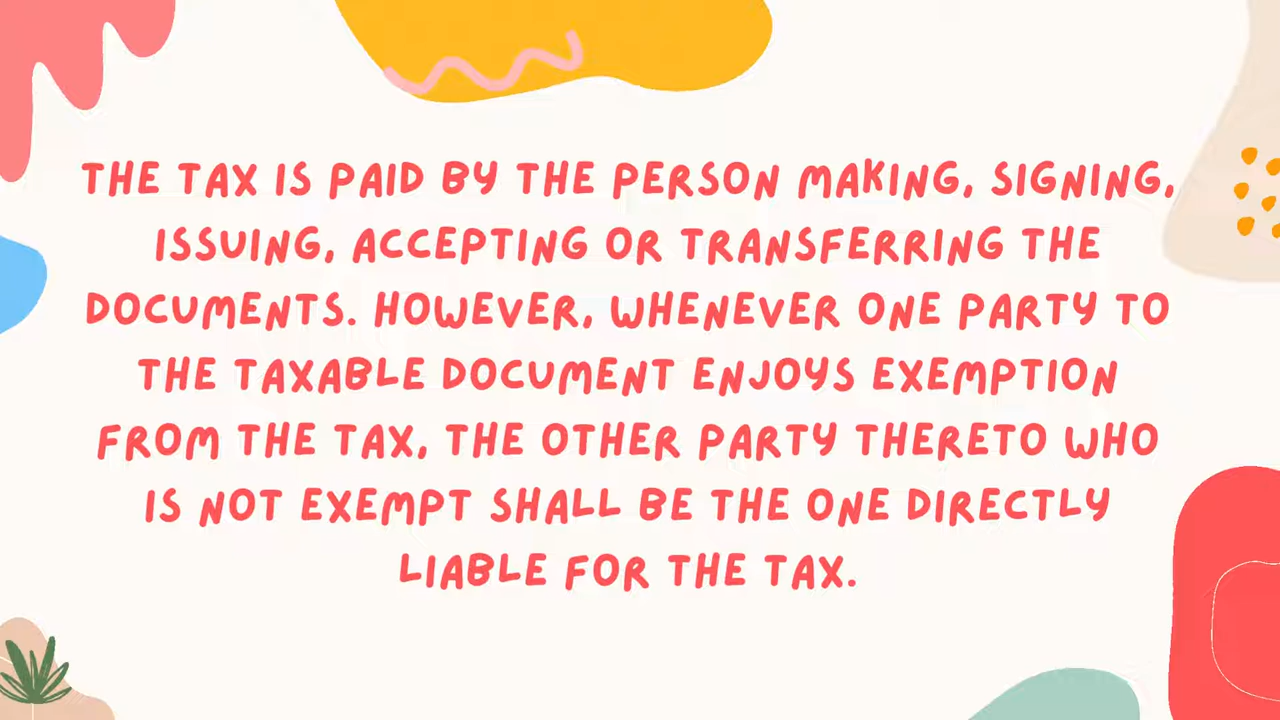 THE TAX IS PAID BY THE PERSON MAKING, SIGNING,
ISSUING, ACCEPTING OR TRANSFERRING THE
DOCUMENTS. HOWEVER, WHENEVER ONE PARTY TO
THE TAXABLE DOCUMENT ENJOYS EXEMPTION
FROM THE TAX, THE OTHER PARTY THERETO WHO
IS NOT EXEMPT SHALL BE THE ONE DIRECTLY
LIABLE FOR THE TAX.